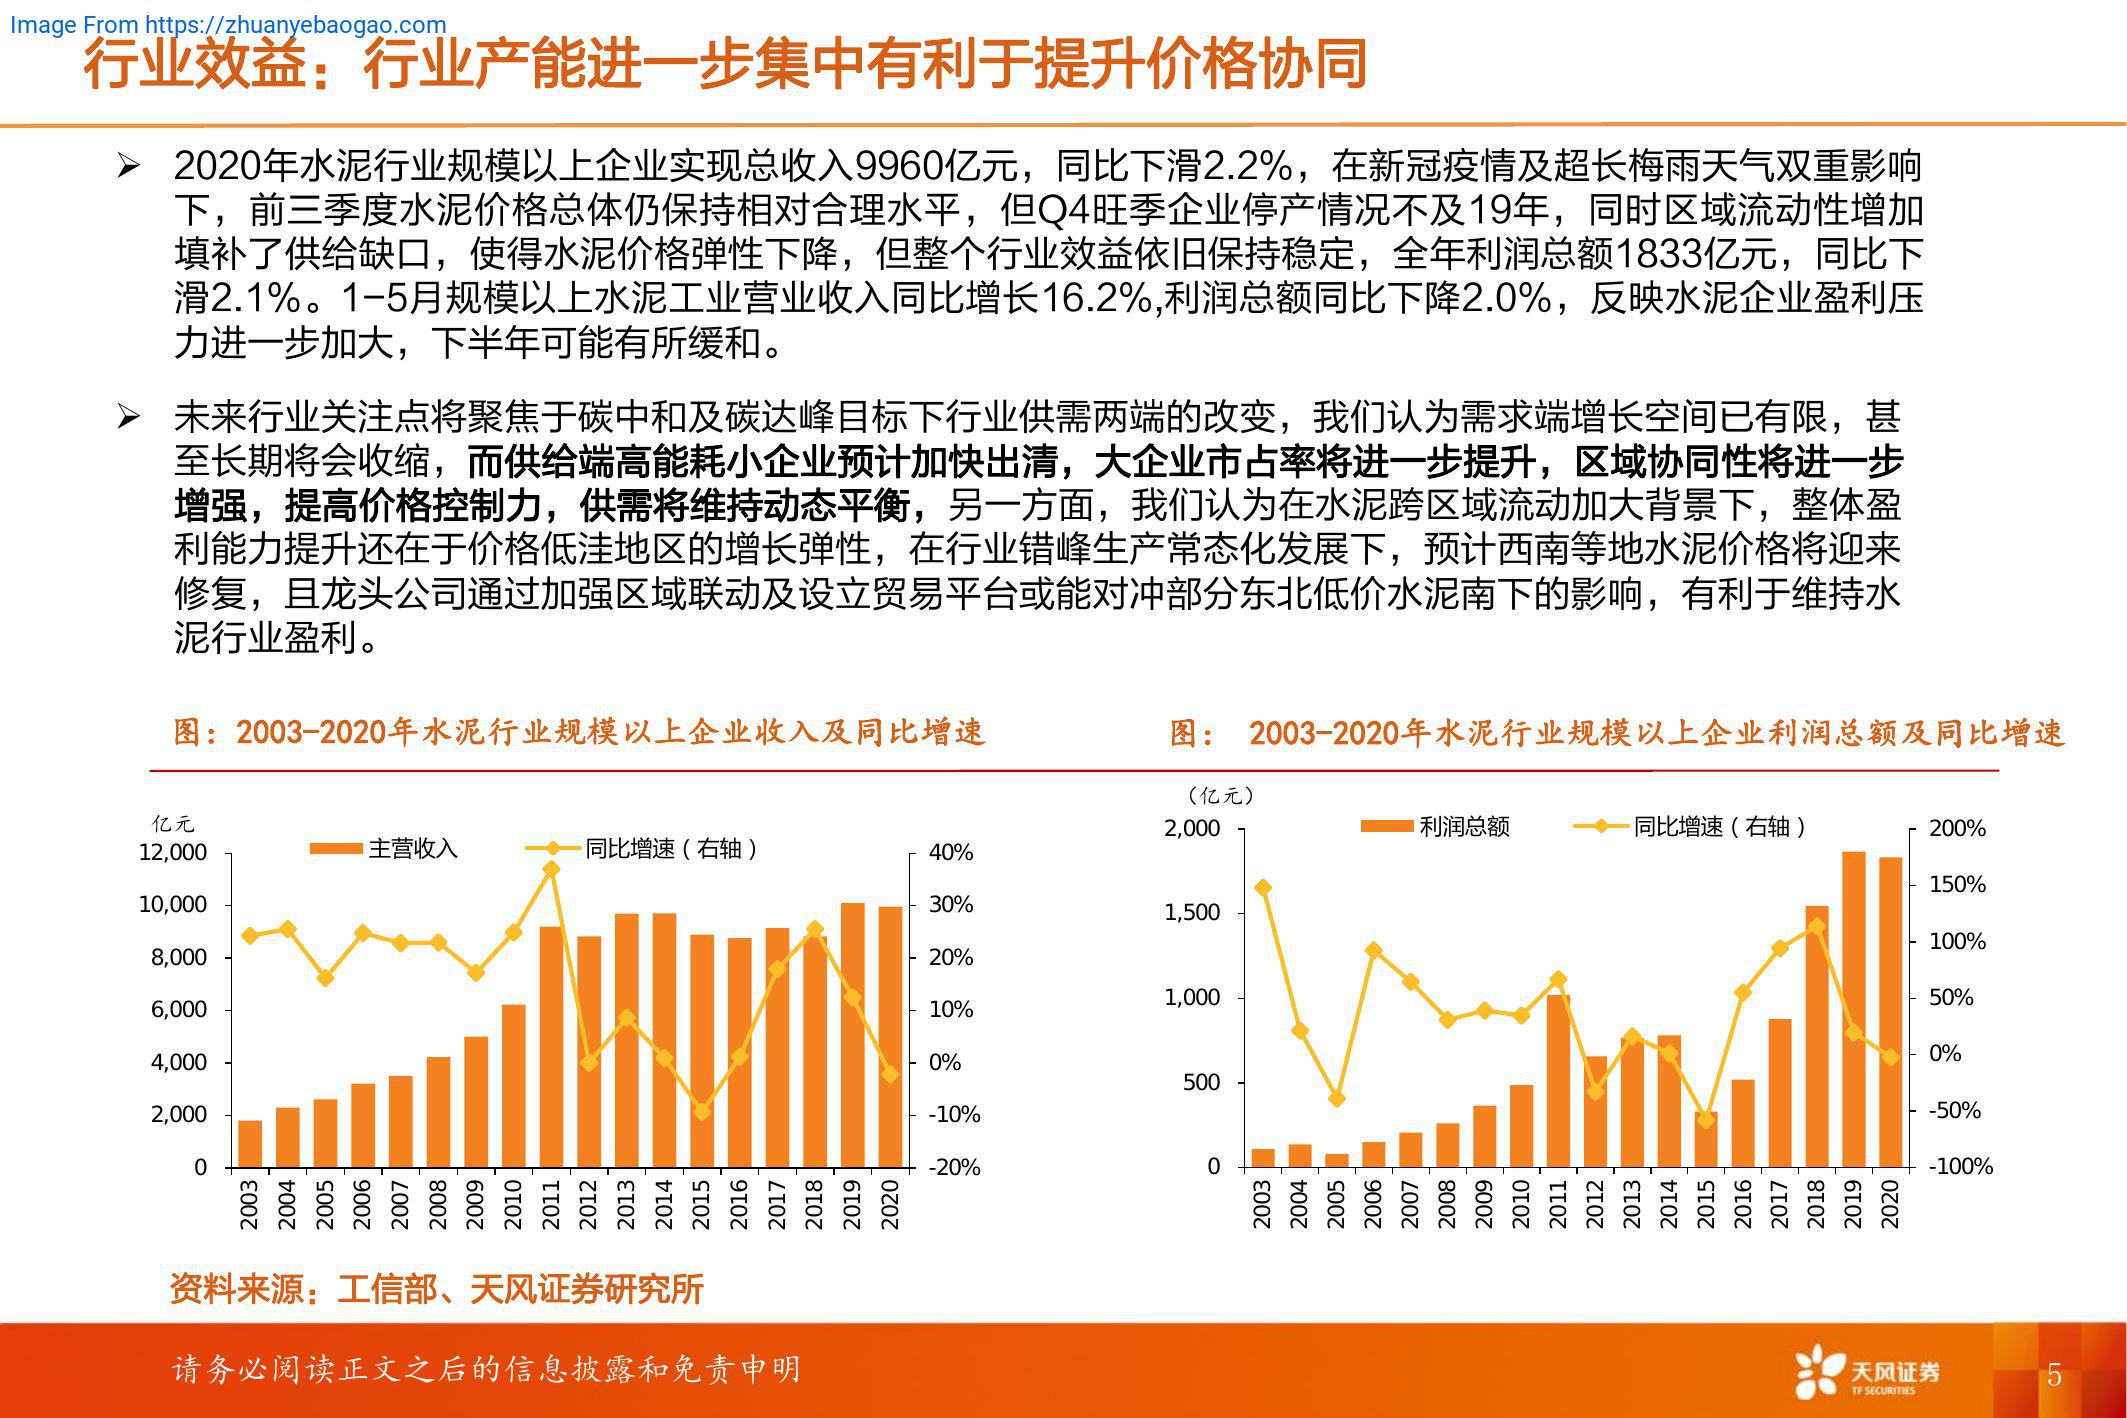 Image From https://zhuanyebaogao.com
行业效益：行业产能进一步集中有利于提升价格协同
➢ 2020年水泥行业规模以上企业实现总收入9960亿元，同比下滑2.2%，在新冠疫情及超长梅雨天气双重影响
下，前三季度水泥价格总体仍保持相对合理水平，但Q4旺季企业停产情况不及19年，同时区域流动性增加
填补了供给缺口，使得水泥价格弹性下降，但整个行业效益依旧保持稳定，全年利润总额1833亿元，同比下
滑2.1%。1-5月规模以上水泥工业营业收入同比增长16.2%,利润总额同比下降2.0%，反映水泥企业盈利压
力进一步加大，下半年可能有所缓和。
➢ 未来行业关注点将聚焦于碳中和及碳达峰目标下行业供需两端的改变，我们认为需求端增长空间已有限，甚
至长期将会收缩，而供给端高能耗小企业预计加快出清，大企业市占率将进一步提升，区域协同性将进一步
增强，提高价格控制力，供需将维持动态平衡，另一方面，我们认为在水泥跨区域流动加大背景下，整体盈
利能力提升还在于价格低洼地区的增长弹性，在行业错峰生产常态化发展下，预计西南等地水泥价格将迎来
修复，且龙头公司通过加强区域联动及设立贸易平台或能对冲部分东北低价水泥南下的影响，有利于维持水
泥行业盈利。
图：2003-2020年水泥行业规模以上企业收入及同比增速
亿元
主营收入 同比增速（右轴）
12,000 40%
10,000 30%
8,000 20%
6,000 10%
4,000 0%
2,000 -10%
0 -20%
2003 2004 2005 2006 2007 2008 2009 2010 2011 2012 2013 2014 2015 2016 2017 2018 2019 2020
图： 2003-2020年水泥行业规模以上企业利润总额及同比增速
（亿元）
利润总额 同比增速（右轴）
2,000 200%
150%
1,500
100%
1,000 50%
0%
500
-50%
0 -100%
2003 2004 2005 2006 2007 2008 2009 2010 2011 2012 2013 2014 2015 2016 2017 2018 2019 2020
资料来源：工信部、天风证券研究所
请务必阅读正文之后的信息披露和免责申明
天风证券
TF SECURITIES
5